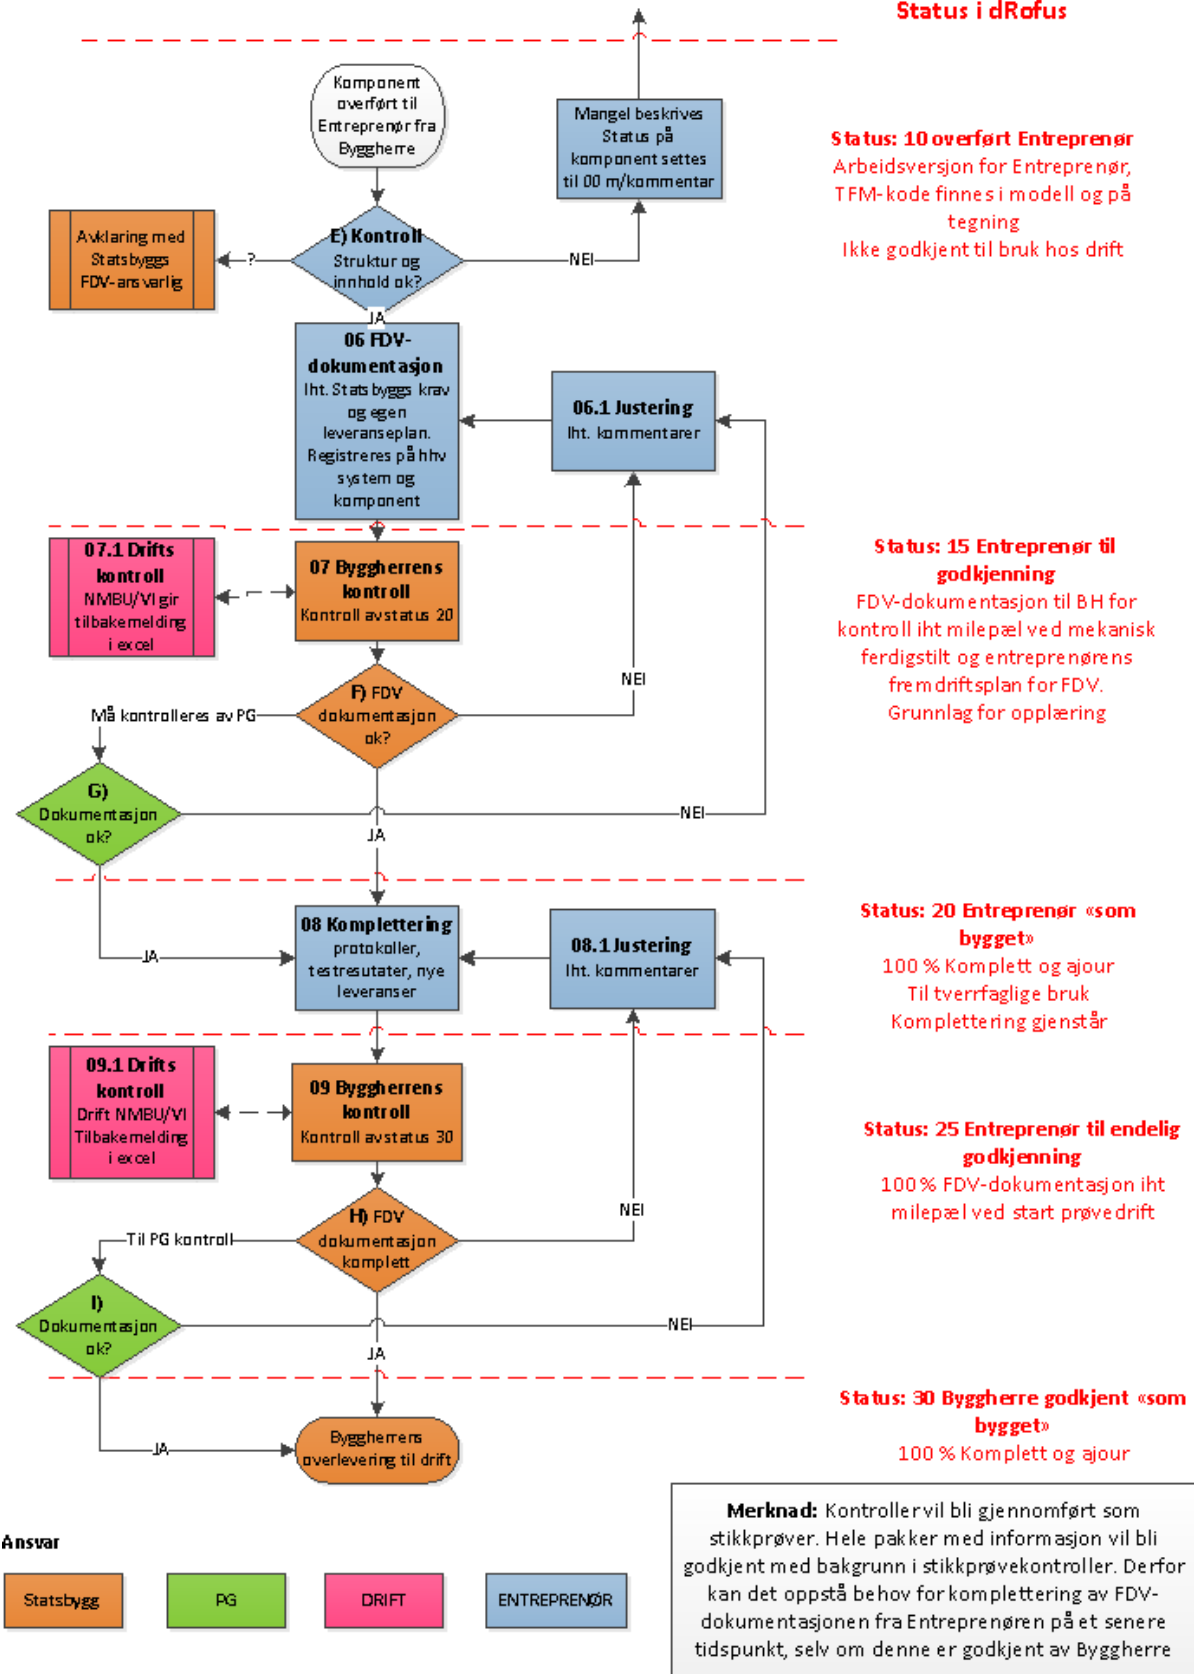 Status i dRofus
Komponent
overført til
Entreprenør fra
Byggherre
Mangel beskrives
Status på
komponent settes
til 00 m/kommentar
Status: 10 overført Entreprenør
Arbeidsversjon for Entreprenør,
TFM-kode finnes i modell og på
tegning
Ikke godkjent til bruk hos drift
Avklaring med
Statsbyggs
FDV-ansvarlig
?
E) Kontroll
Struktur og
innhold ok?
NEI
JA
06 FDV-
dokumentasjon
Iht. Statsbyggs krav
og egen
leveranseplan.
Registreres på hhv
system og
komponent
06.1 Justering
Iht. kommentarer
07.1 Drifts
kontroll
NMBU/VI gir
tilbakemelding
i excel
07 Byggherrens
kontroll
Kontroll av status 20
Status: 15 Entreprenør til
godkjenning
FDV-dokumentasjon til BH for
kontroll iht milepæl ved mekanisk
ferdigstilt og entreprenørens
fremdriftsplan for FDV.
Grunnlag for opplæring
F) FDV
dokumentasjon
ok?
NEI
Må kontrolleres av PG
G)
Dokumentasjon
ok?
NEI
JA
08 Komplettering
protokoller,
testresutater, nye
leveranser
JA
08.1 Justering
Iht. kommentarer
Status: 20 Entreprenør «som
bygget»
100 % Komplett og ajour
Til tverrfaglige bruk
Komplettering gjenstår
09.1 Drifts
kontroll
Drift NMBU/VI
Tilbakemelding
i excel
09 Byggherrens
kontroll
Kontroll av status 30
Status: 25 Entreprenør til endelig
godkjenning
100 % FDV-dokumentasjon iht
milepæl ved start prøvedrift
H) FDV
dokumentasjon
komplett
NEI
Til PG kontroll
I)
Dokumentasjon
ok?
NEI
JA
Status: 30 Byggherre godkjent «som
bygget»
100 % Komplett og ajour
Byggherrens
overlevering til drift
JA
Merknad: Kontroller vil bli gjennomført som
stikkprøver. Hele pakker med informasjon vil bli
godkjent med bakgrunn i stikkprøvekontroller. Derfor
kan det oppstå behov for komplettering av FDV-
dokumentasjonen fra Entreprenøren på et senere
tidspunkt, selv om denne er godkjent av Byggherre
Ansvar
Statsbygg
PG
DRIFT
ENTREPRENØR